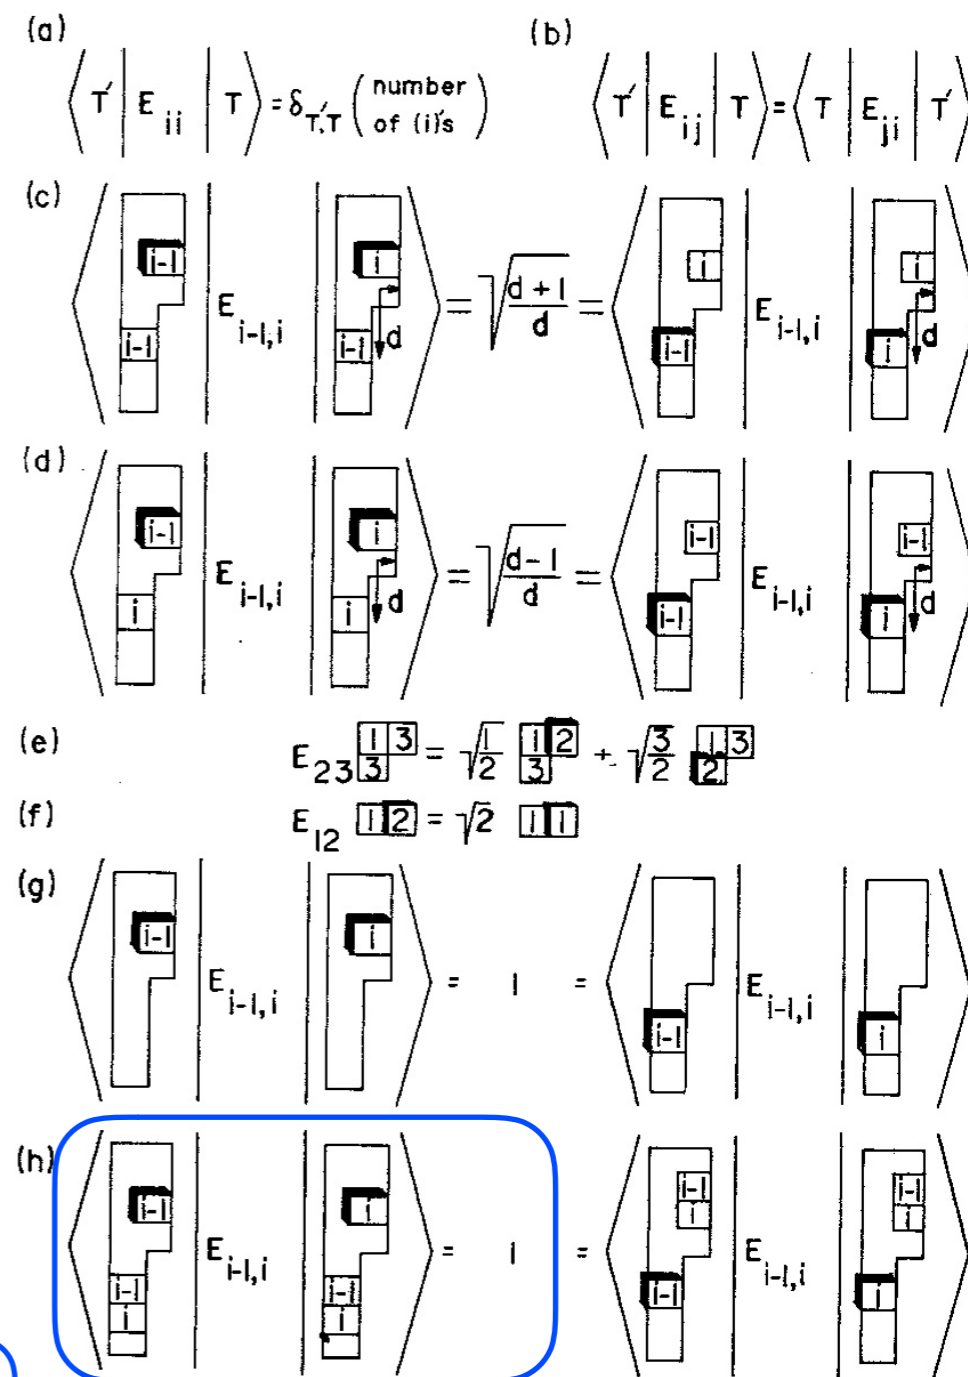 (a) (b)
⟨ T′ | E_ii | T ⟩ = δ_T′,T ( number of (i)'s ) ⟨ T′ | E_ij | T ⟩ = ⟨ T | E_ji | T′ ⟩
(c) i-1 i-1 E_i-1,i i i-1 d = √(d+1)/d = i i-1 E_i-1,i i i d
(d) i-1 i E_i-1,i i i d = √(d-1)/d = i-1 i-1 E_i-1,i i-1 i d
(e) E_23 1 3 3 = √1/2 1 2 3 + √3/2 1 3 2
(f) E_12 1 2 = √2 1 1
(g) i-1 E_i-1,i i = 1 = i-1 E_i-1,i i
(h) i-1 i-1 i E_i-1,i i i-1 i = 1 = i-1 i i-1 E_i-1,i i-1 i i